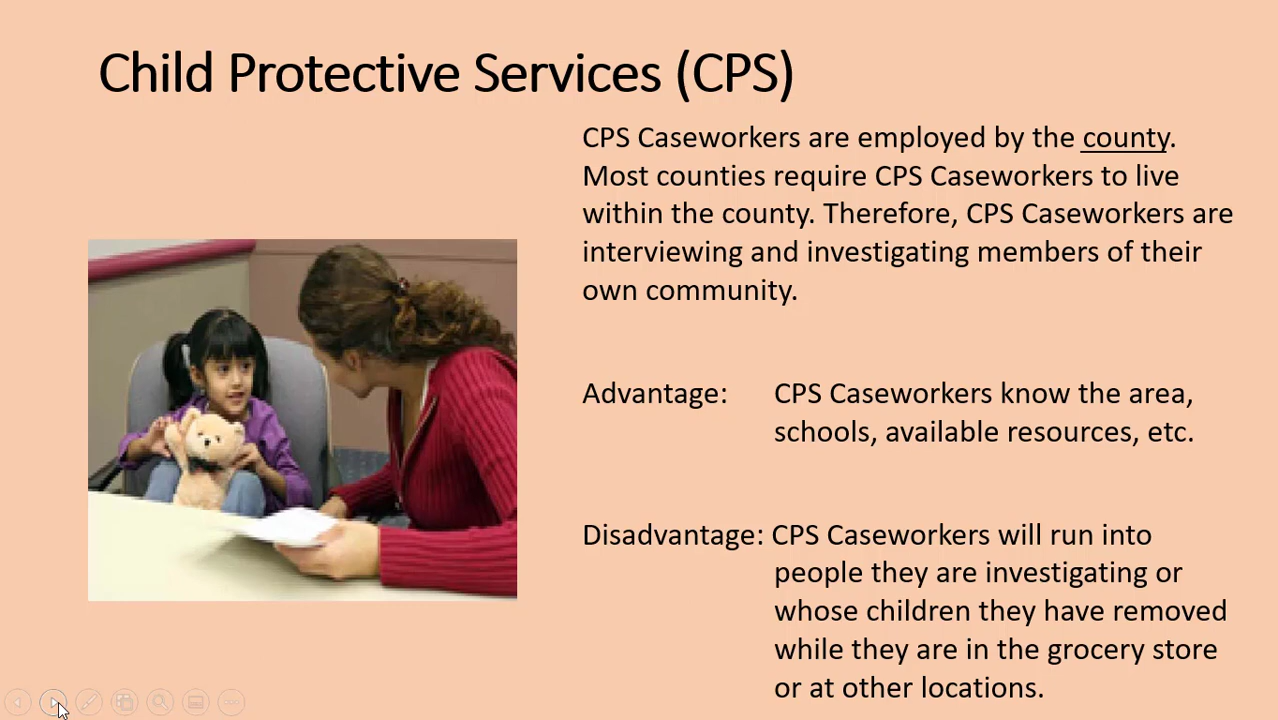 Child Protective Services (CPS)
CPS Caseworkers are employed by the county.
Most counties require CPS Caseworkers to live
within the county. Therefore, CPS Caseworkers are
interviewing and investigating members of their
own community.
Advantage: CPS Caseworkers know the area,
schools, available resources, etc.
Disadvantage: CPS Caseworkers will run into
people they are investigating or
whose children they have removed
while they are in the grocery store
or at other locations.